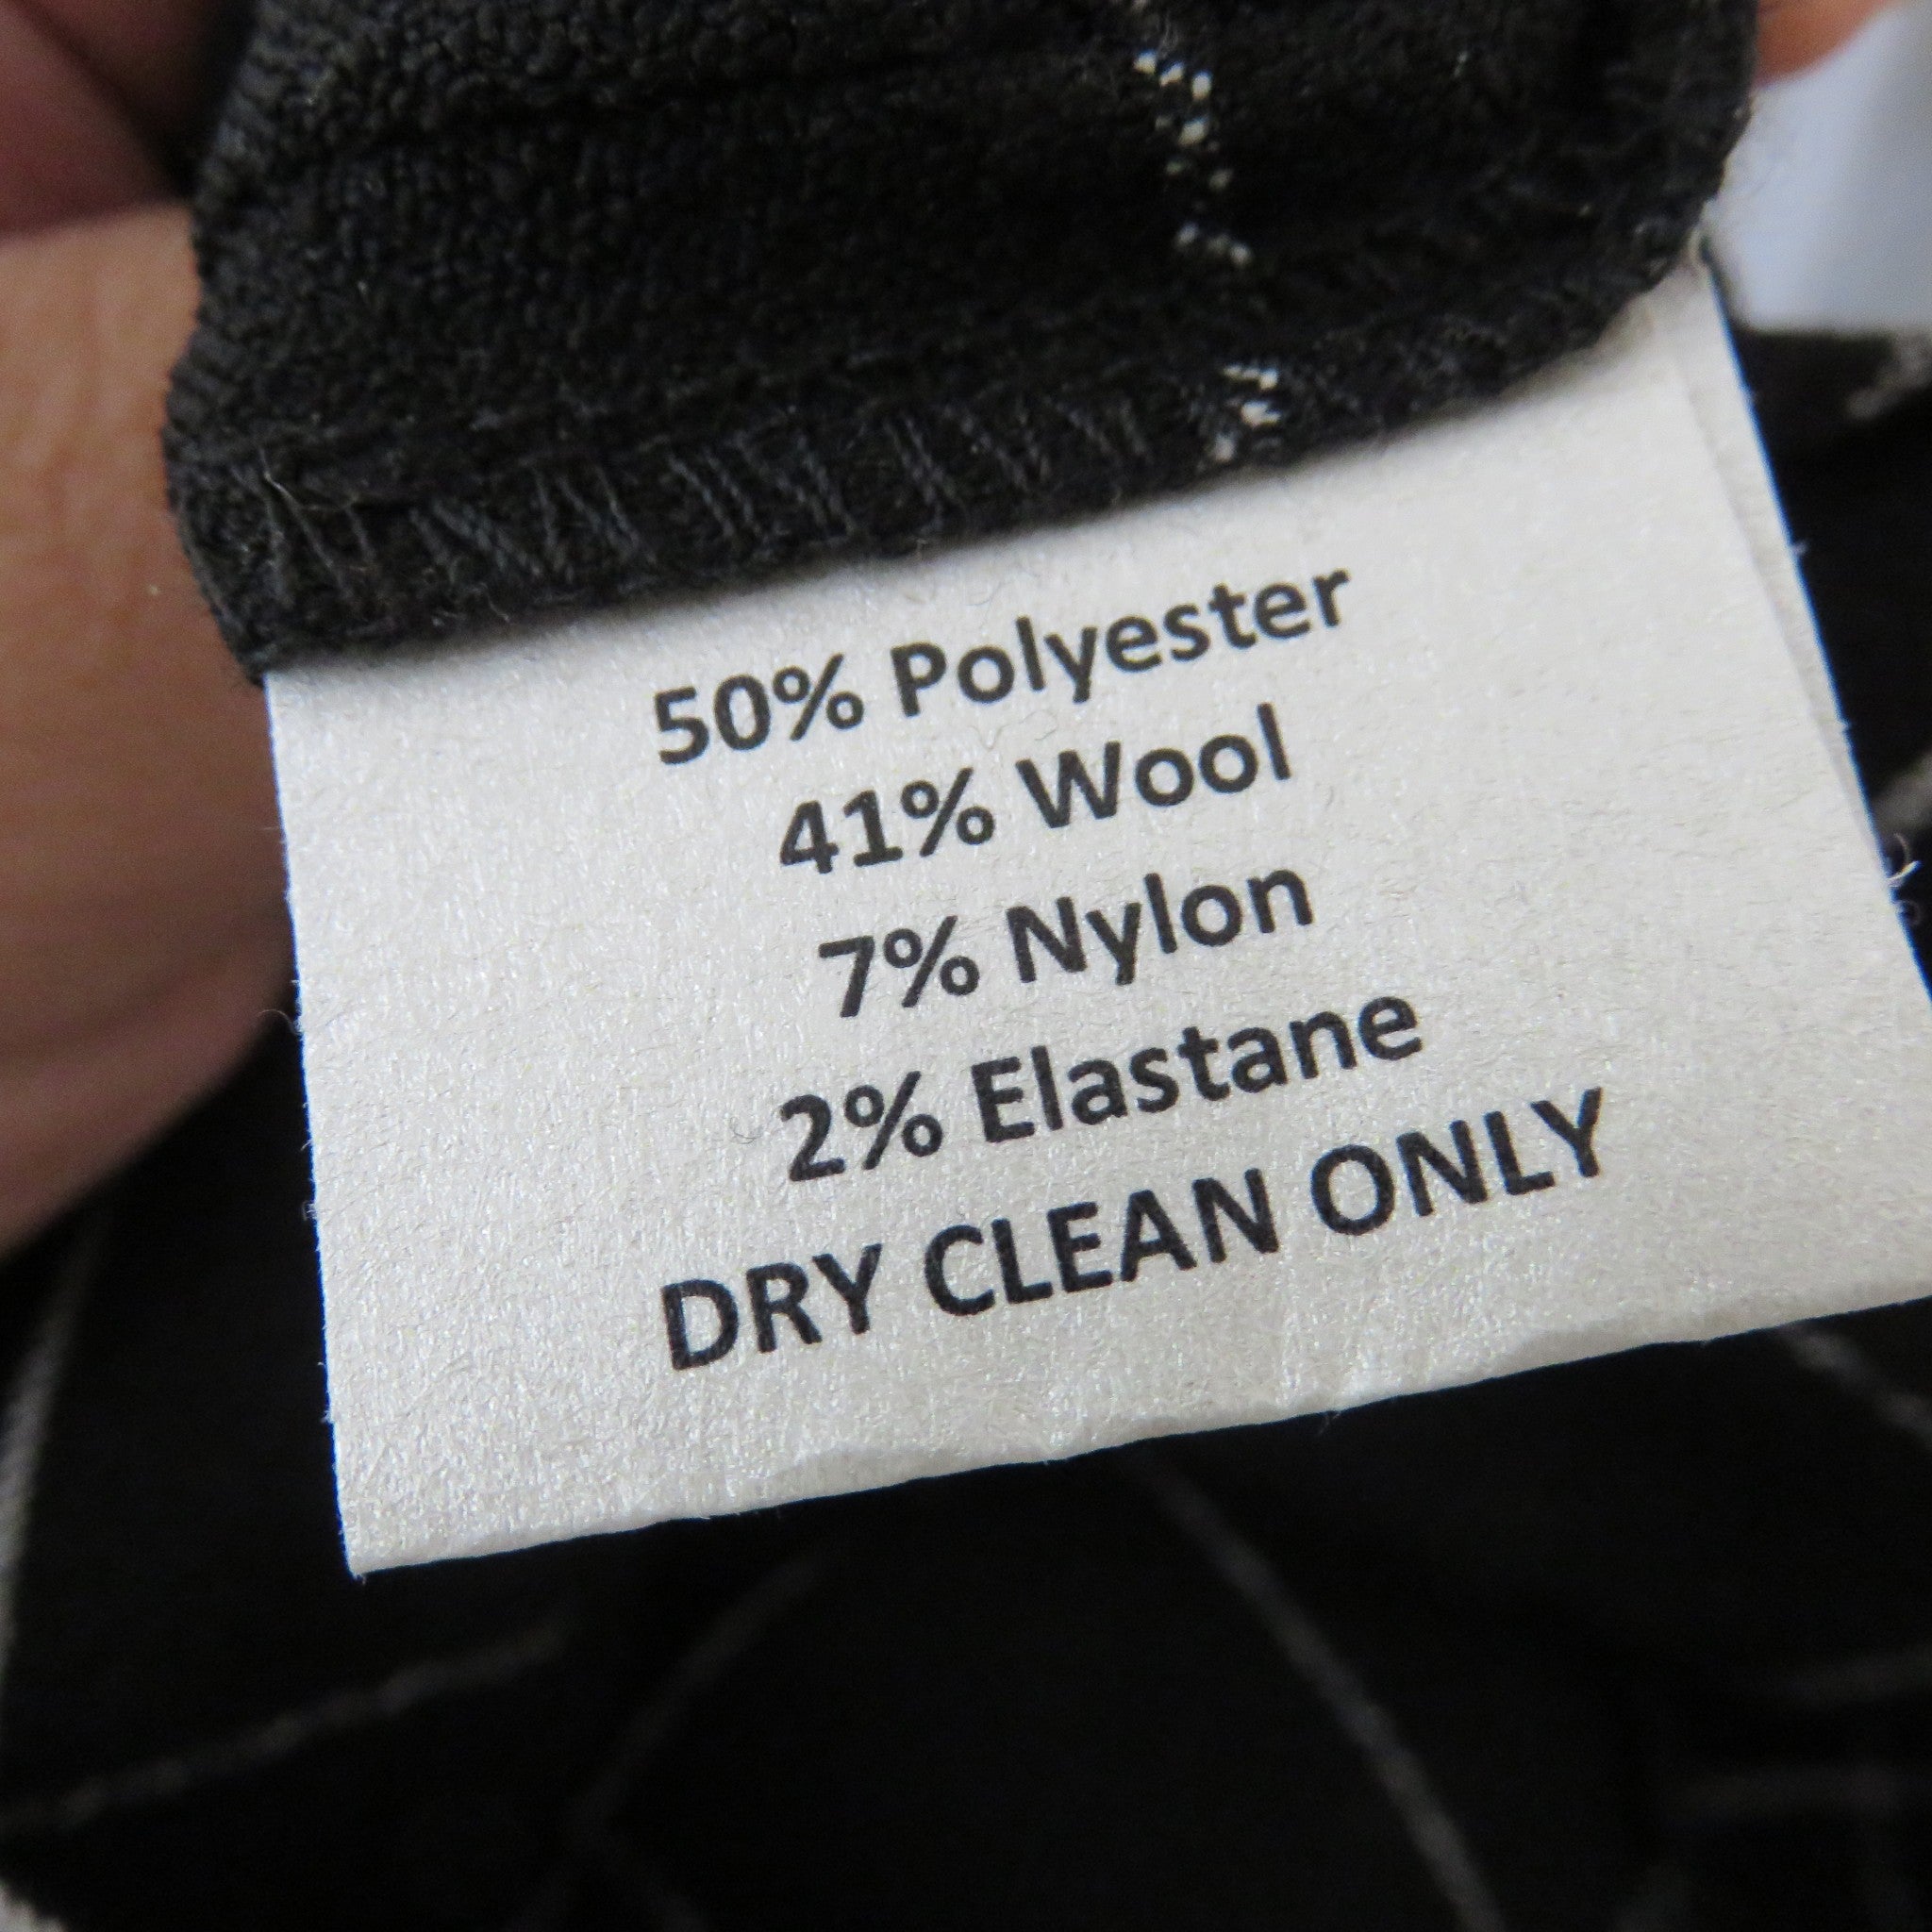 50% Polyester
41% Wool
7% Nylon
2% Elastane
DRY CLEAN ONLY